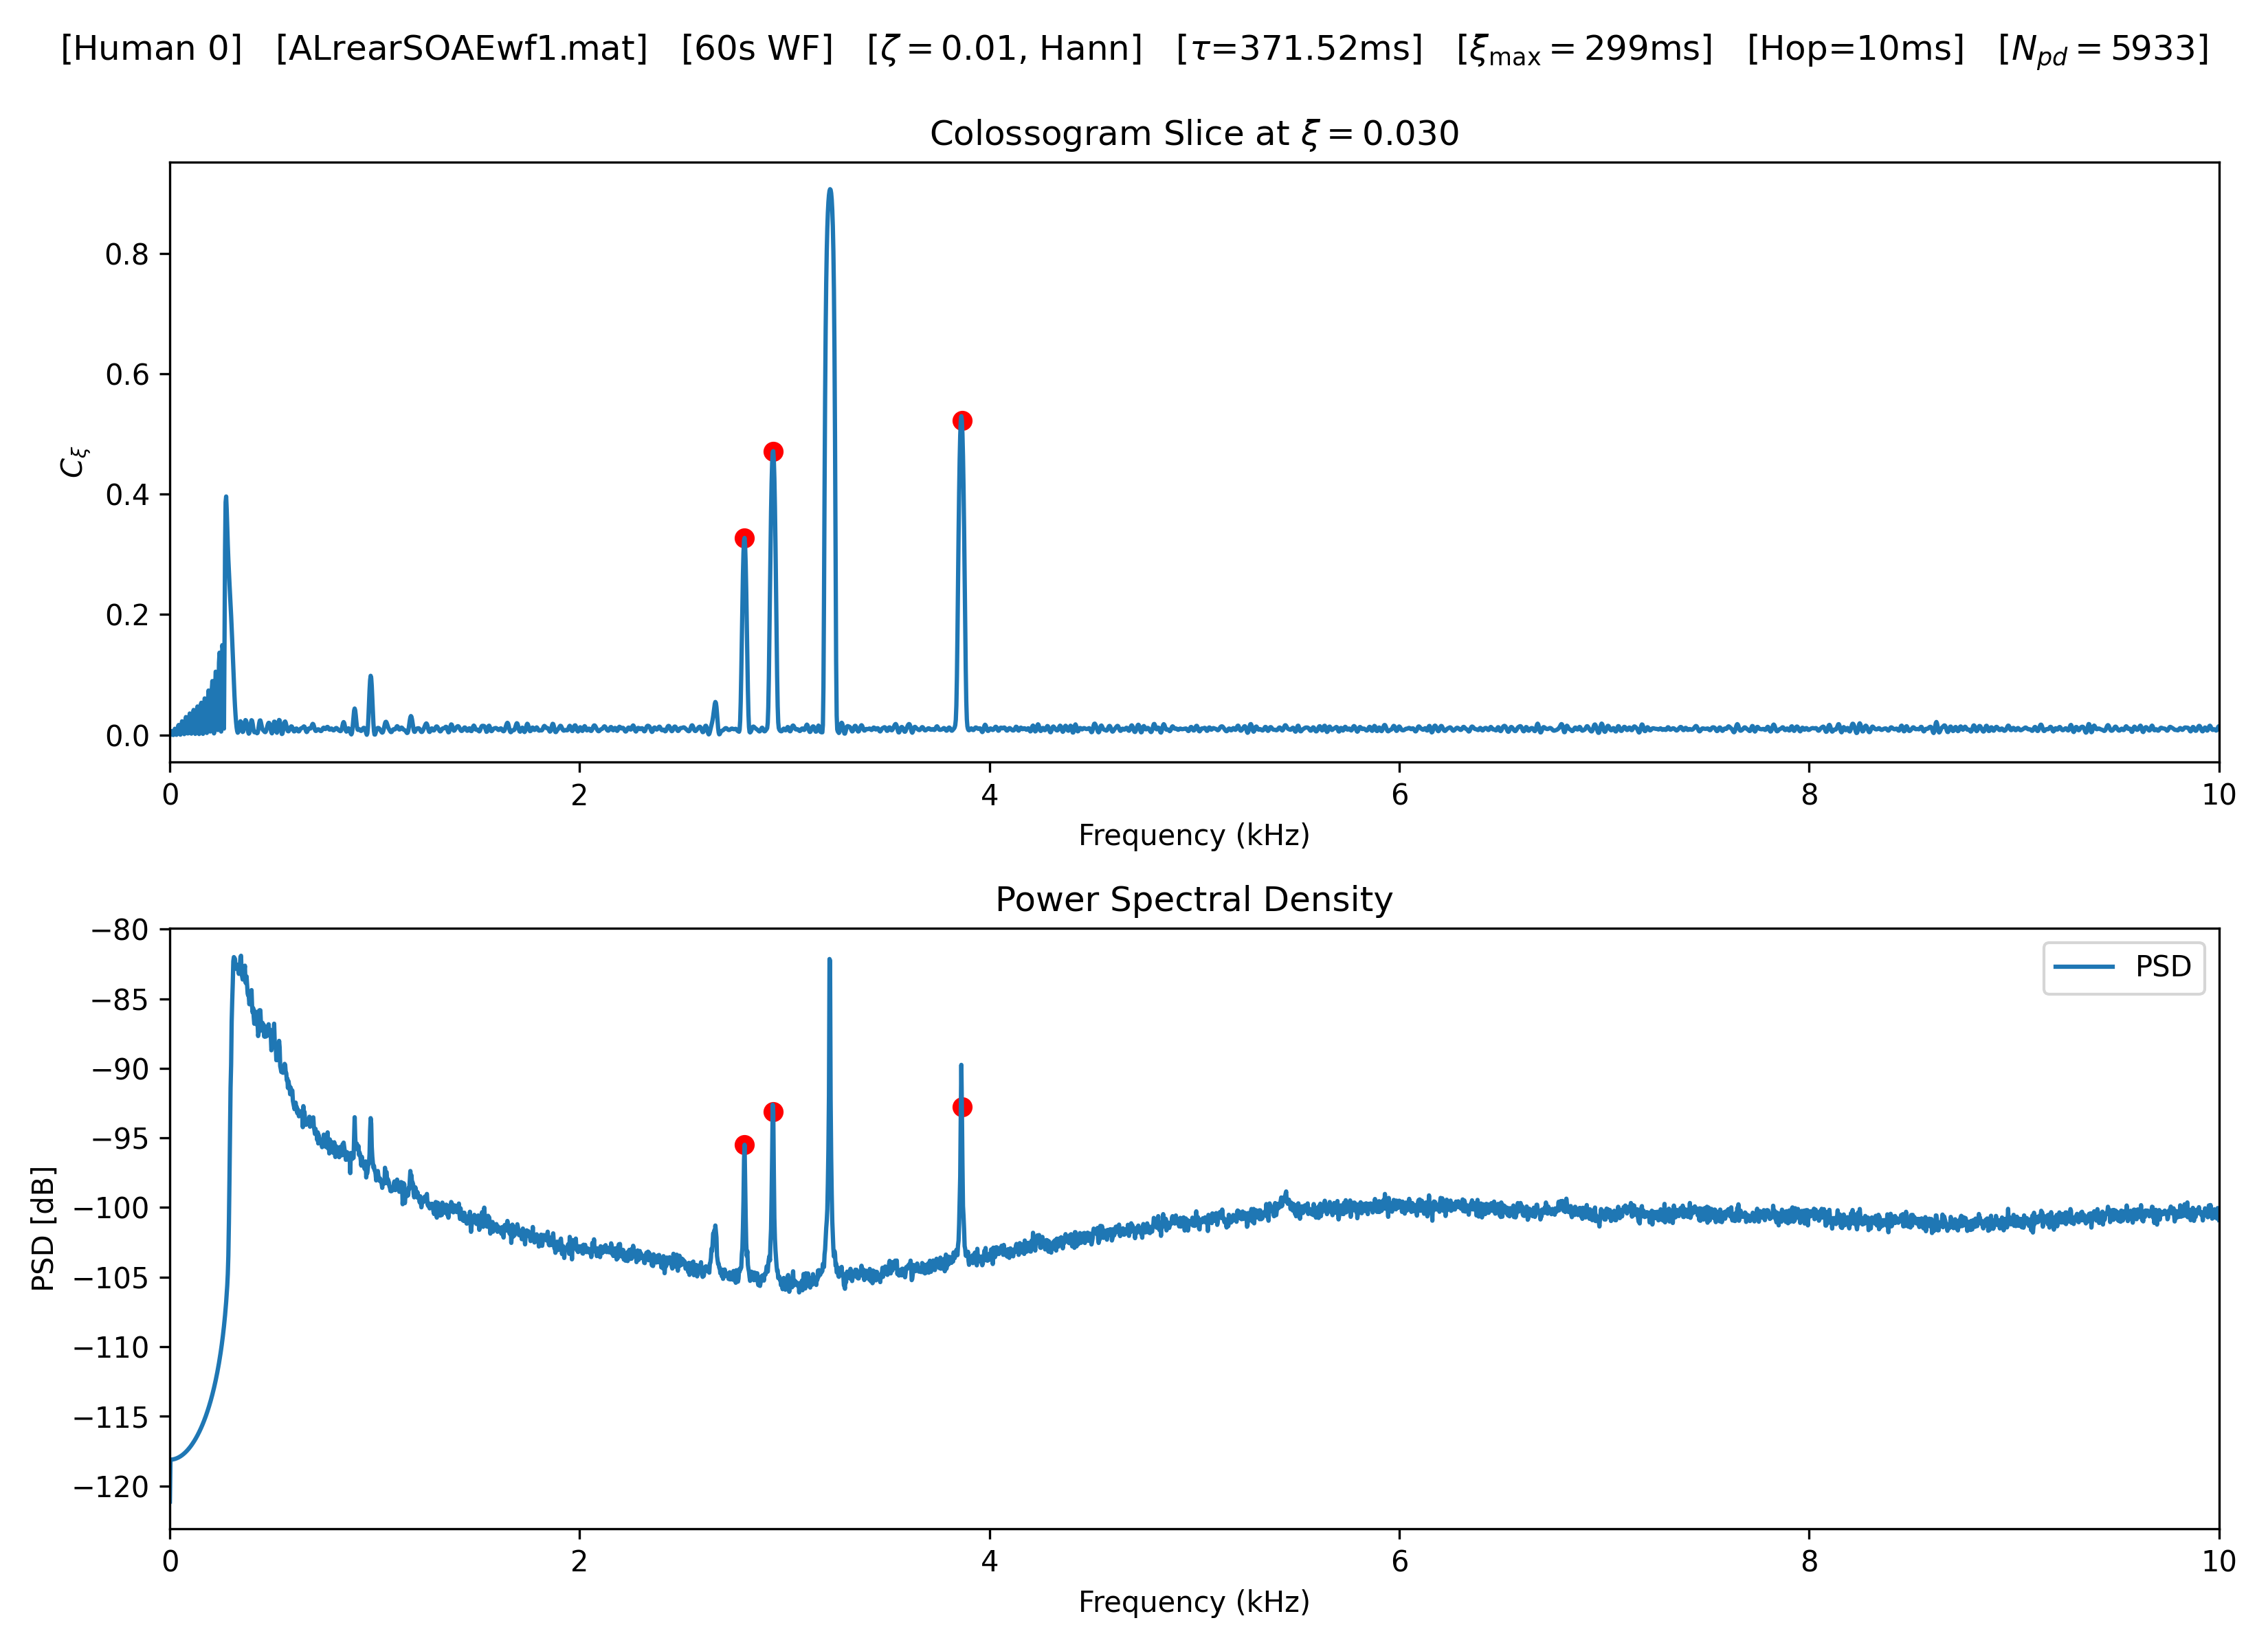 [Human 0] [ALrearSOAEwf1.mat] [60s WF] [ζ = 0.01, Hann] [τ=371.52ms] [ξmax = 299ms] [Hop=10ms] [Npd = 5933]
Colossogram Slice at ξ = 0.030
Cξ
0.8
0.6
0.4
0.2
0.0
0 2 4 6 8 10
Frequency (kHz)
Power Spectral Density
PSD [dB]
−80
−85
−90
−95
−100
−105
−110
−115
−120
PSD
0 2 4 6 8 10
Frequency (kHz)